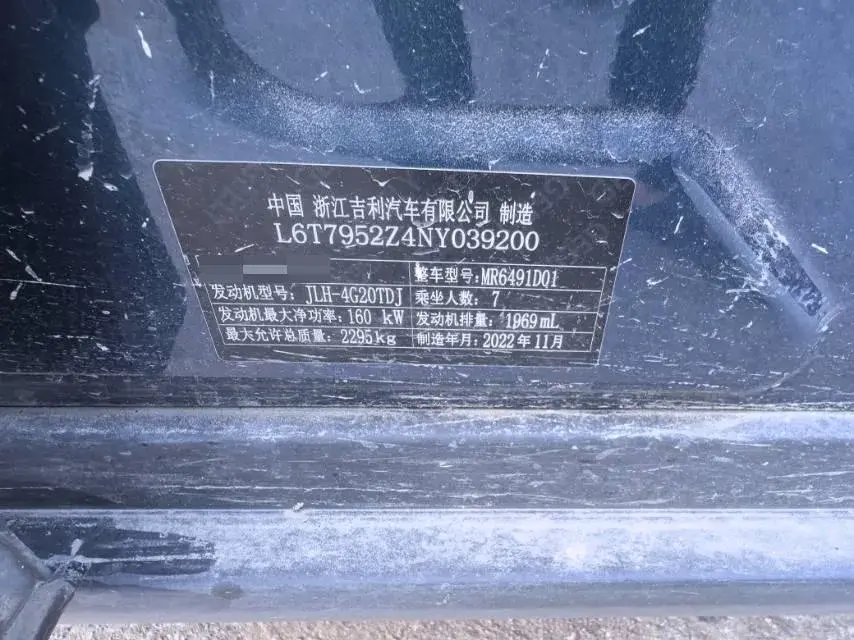 中国 浙江吉利汽车有限公司 制造
L6T7952Z4NY039200
整车型号:MR6491DQ1
发动机型号: JLH-4G20TDJ 乘坐人数: 7
发动机最大净功率: 160 kW 发动机排量: 1969mL
最大允许总质量: 2295kg 制造年月: 2022年11月